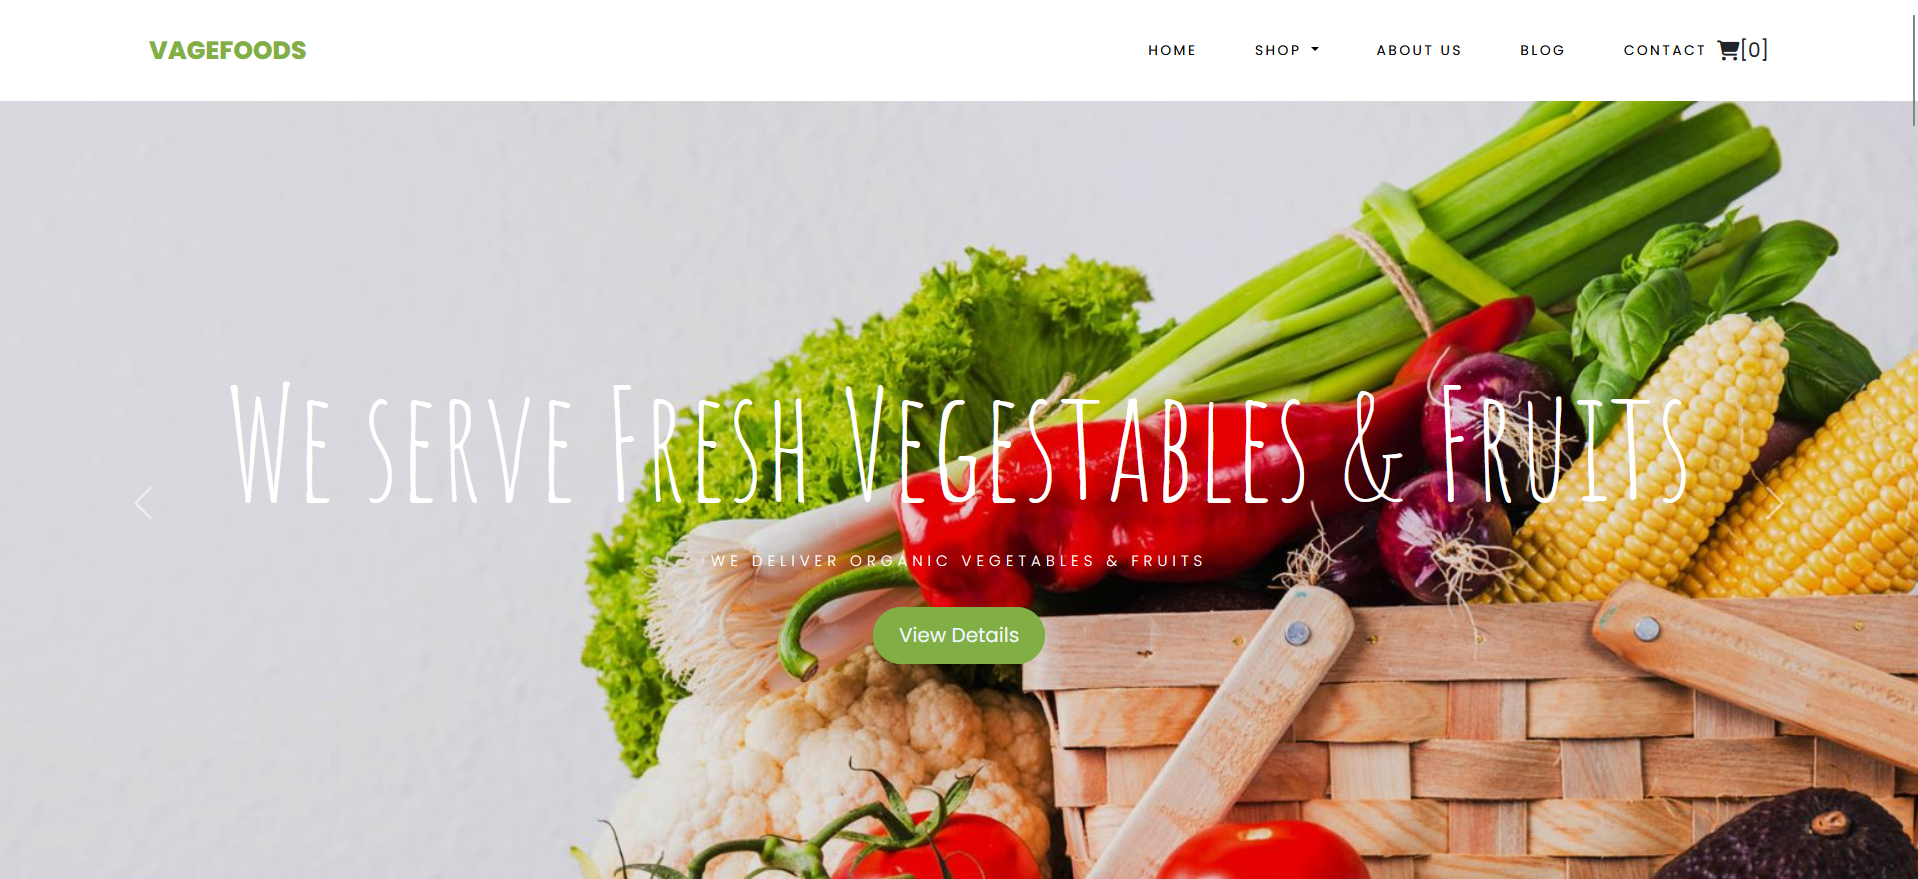 VAGEFOODS
HOME SHOP ABOUT US BLOG CONTACT [0]
We serve Fresh Vegestables & Fruits
WE DELIVER ORGANIC VEGETABLES & FRUITS
View Details